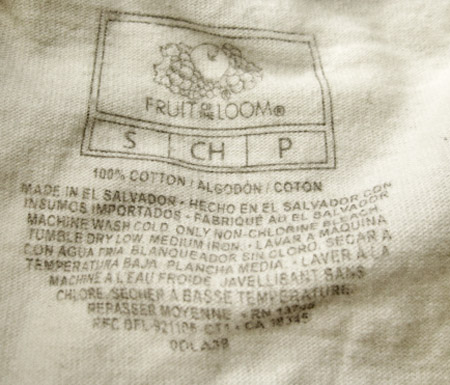 FRUIT OF THE LOOM®
S CH P
100% COTTON / ALGODÓN / COTON
MADE IN EL SALVADOR • HECHO EN EL SALVADOR CON
INSUMOS IMPORTADOS • FABRIQUÉ AU EL SALVADOR
MACHINE WASH COLD. ONLY NON-CHLORINE BLEACH
TUMBLE DRY LOW. MEDIUM IRON. • LAVAR A MAQUINA
CON AGUA FRIA. BLANQUEADOR SIN CLORO. SECAR A
TEMPERATURA BAJA. PLANCHA MEDIA. • LAVER A LA
MACHINE A L'EAU FROIDE. JAVELLISANT SANS
CHLORE. SÉCHER A BASSE TEMPERATURE.
REPASSER MOYENNE • RN
CA